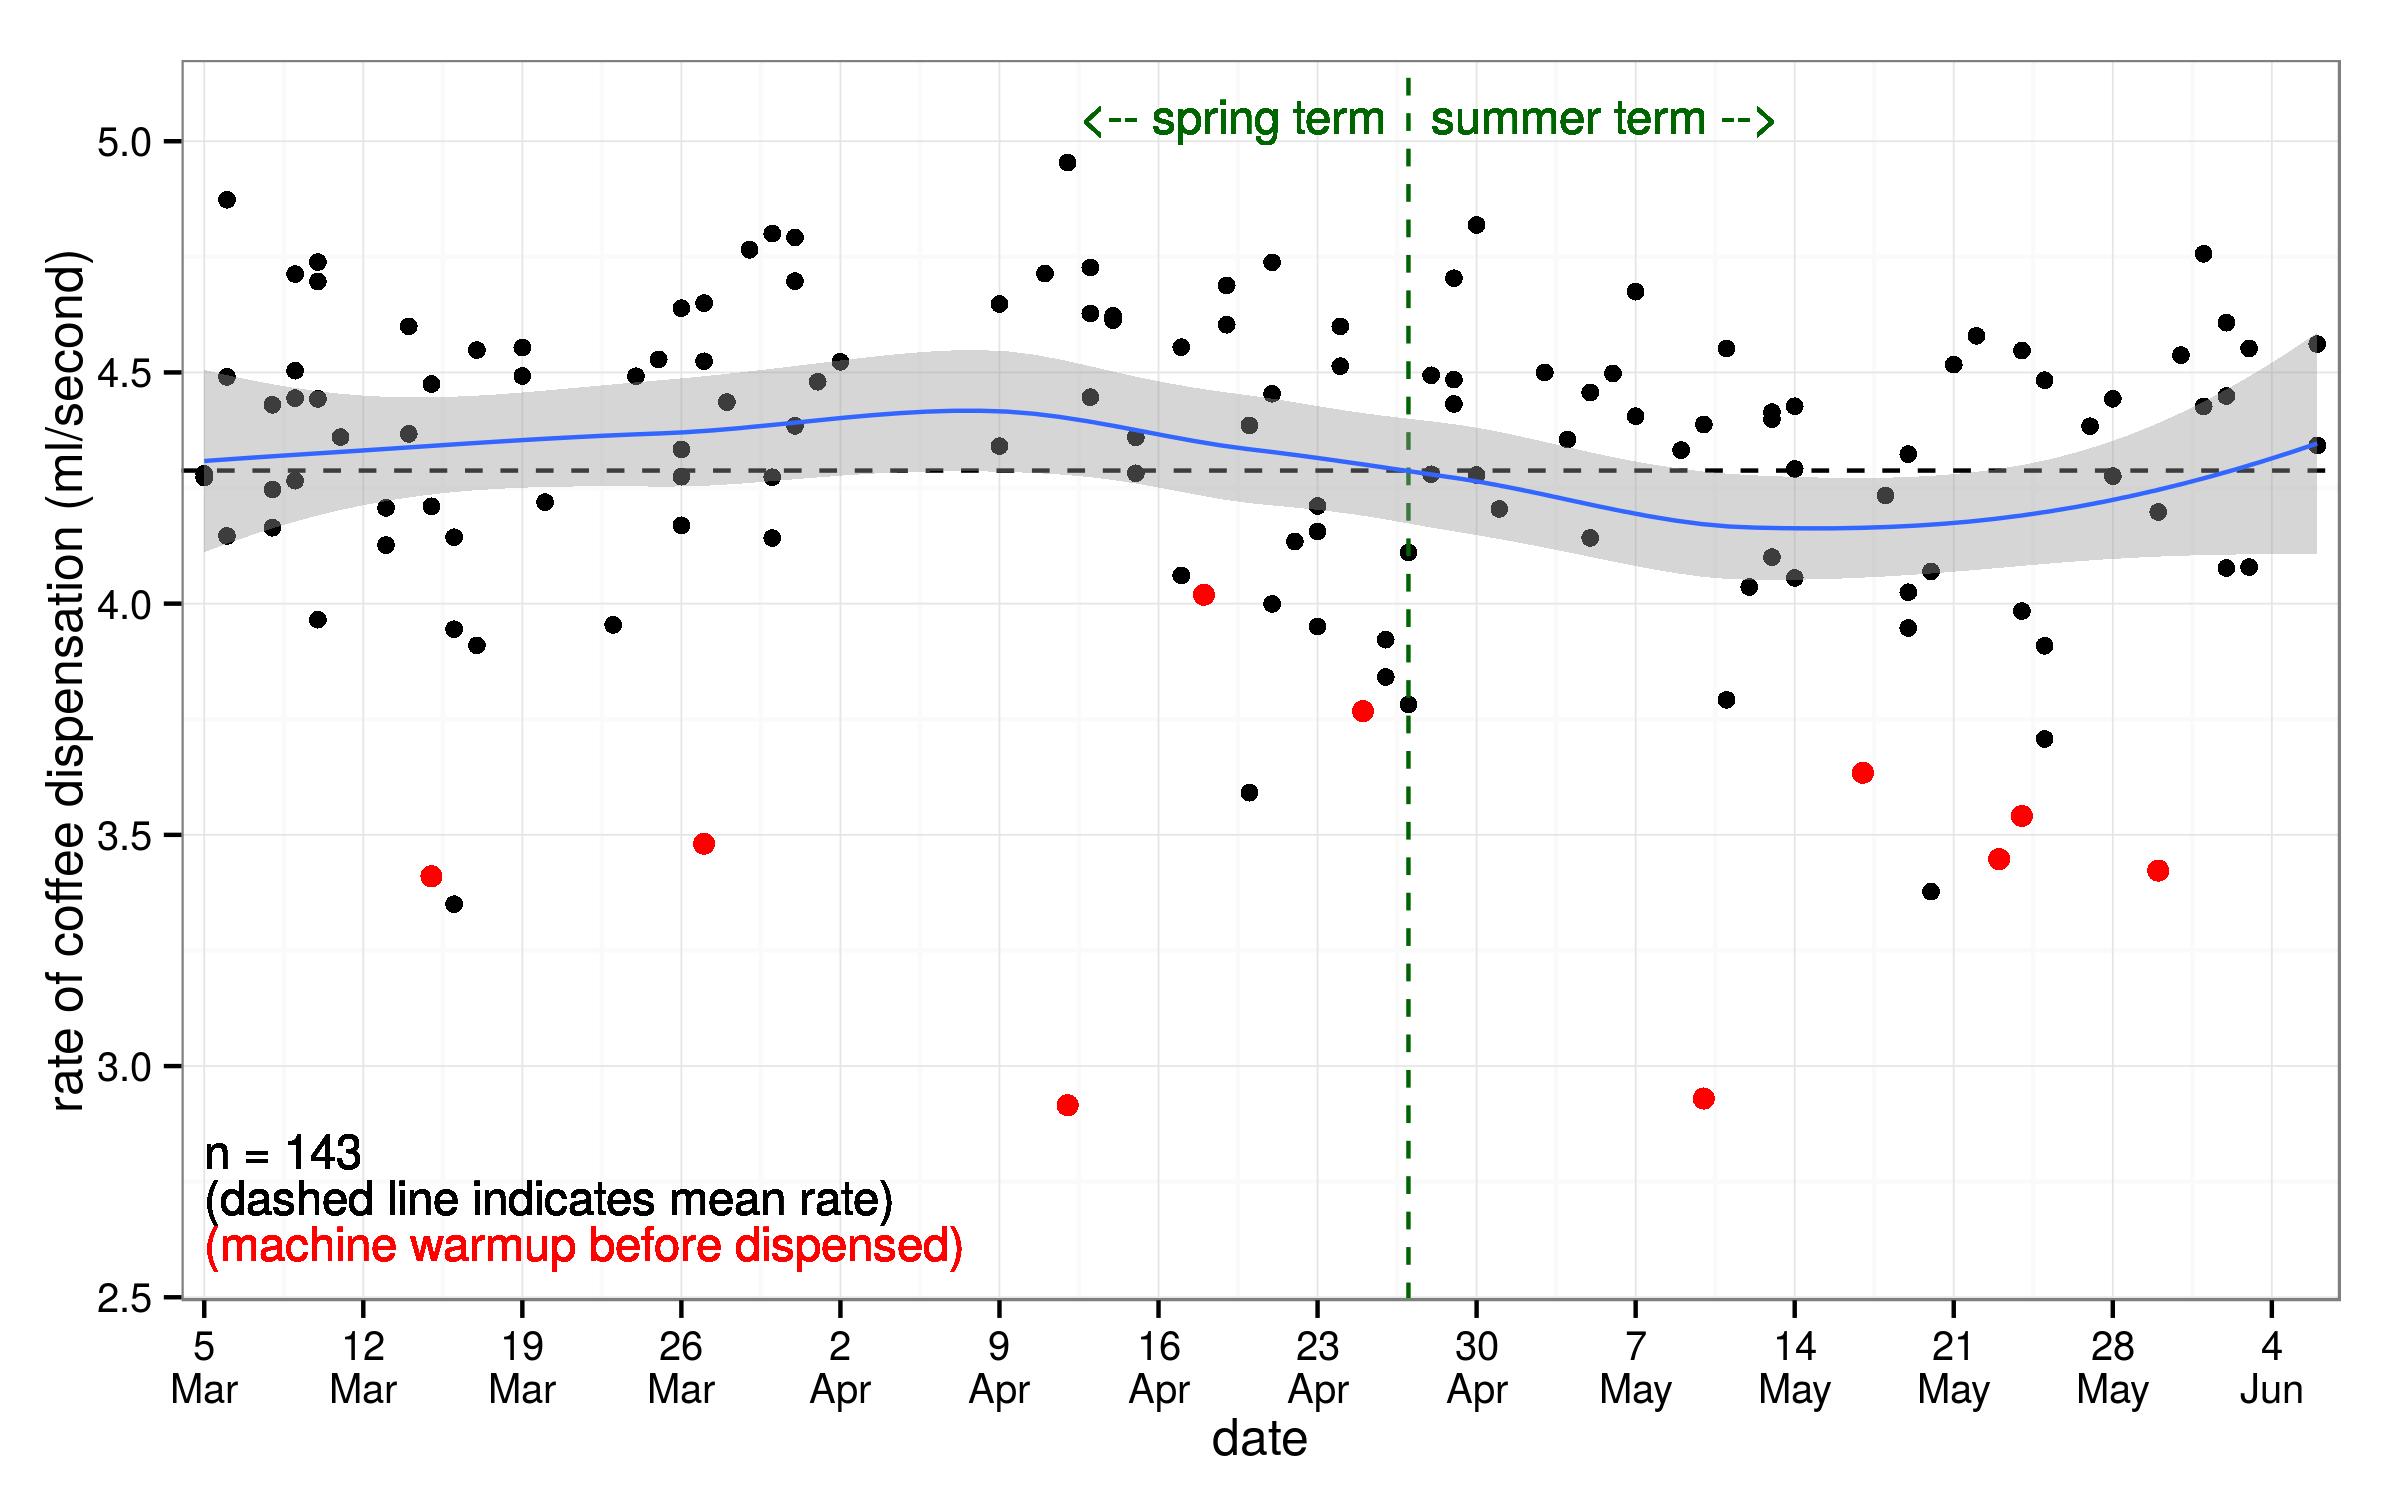 <-- spring term summer term -->
5.0
4.5
4.0
3.5
3.0
2.5
rate of coffee dispensation (ml/second)
n = 143
(dashed line indicates mean rate)
(machine warmup before dispensed)
5 12 19 26 2 9 16 23 30 7 14 21 28 4
Mar Mar Mar Mar Apr Apr Apr Apr Apr May May May May Jun
date